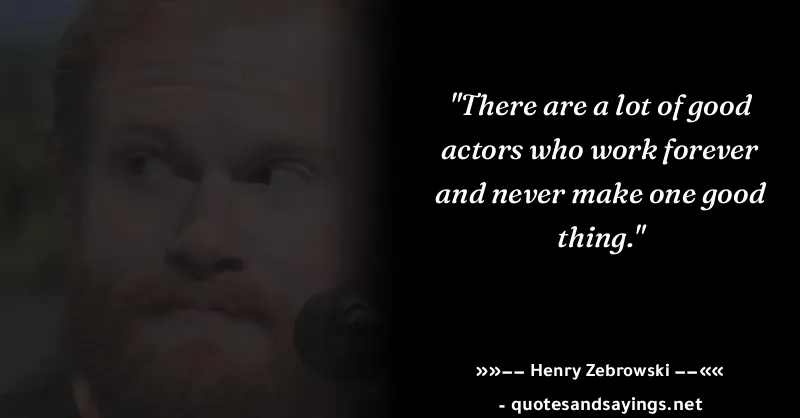 "There are a lot of good
actors who work forever
and never make one good
thing."
»»−− Henry Zebrowski −−««
- quotesandsayings.net